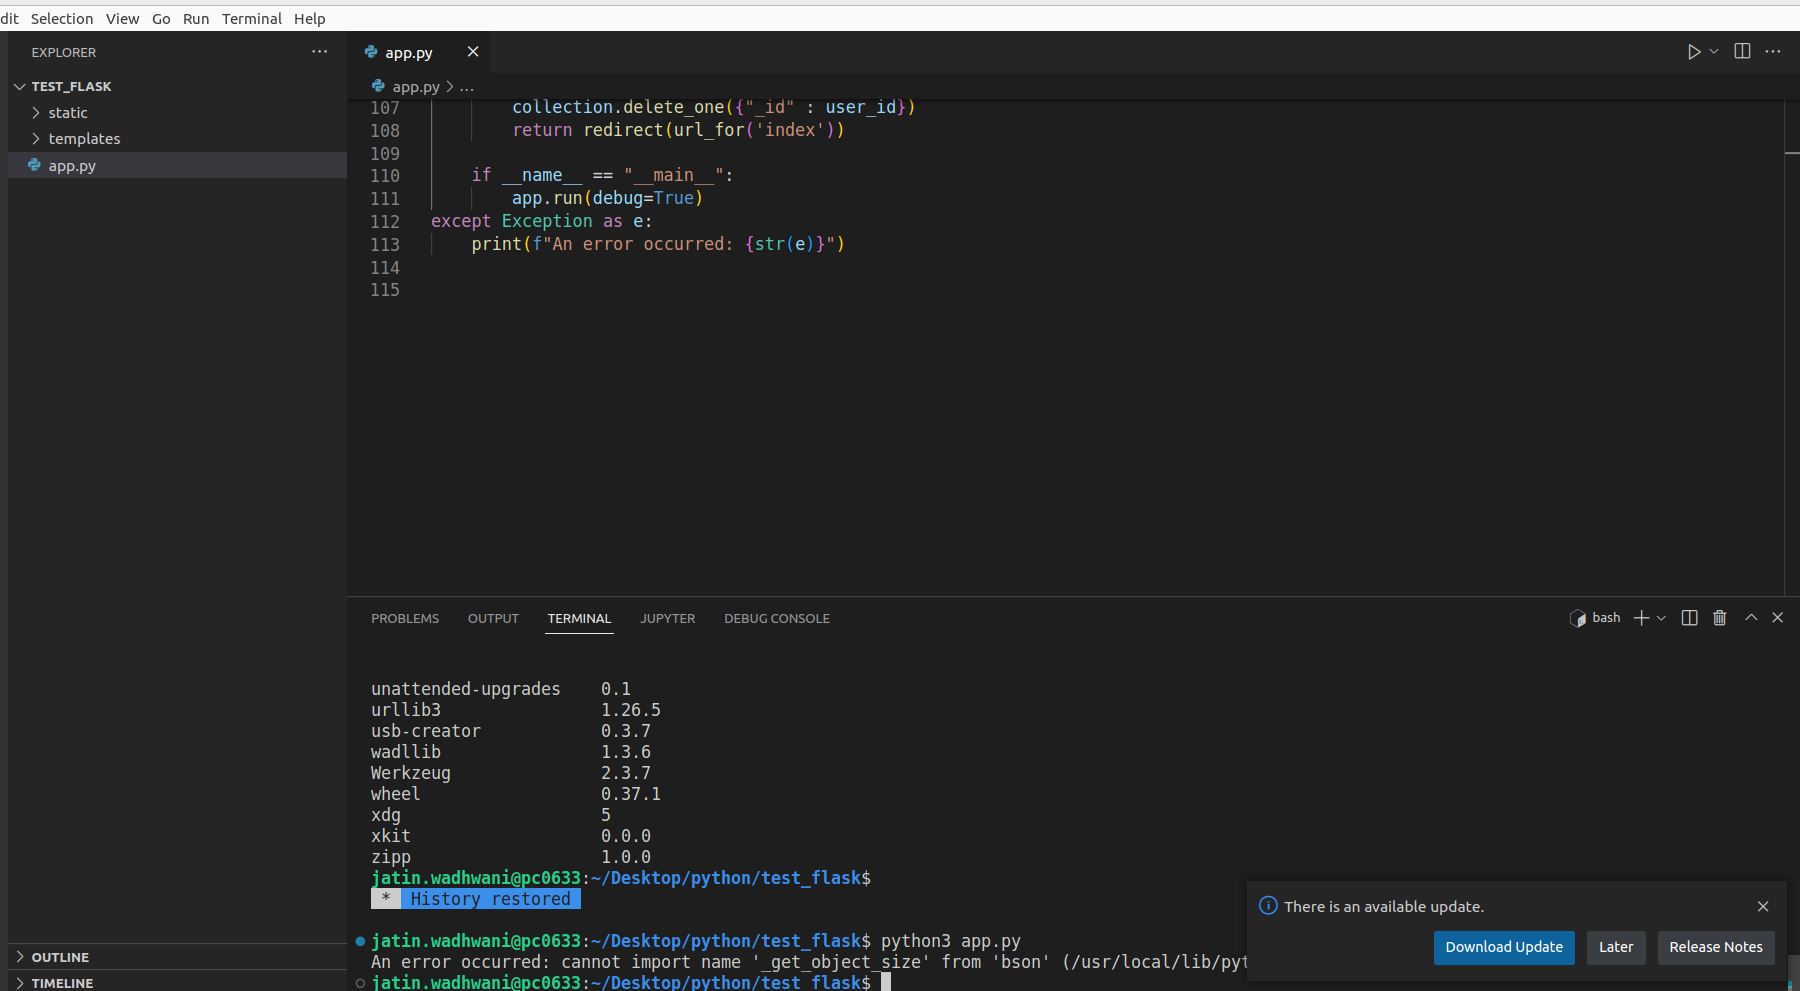 dit Selection View Go Run Terminal Help
EXPLORER
TEST_FLASK
static
templates
app.py
OUTLINE
TIMELINE
app.py
app.py > ...
107 collection.delete_one({"_id" : user_id})
108 return redirect(url_for('index'))
109
110 if __name__ == "__main__":
111 app.run(debug=True)
112 except Exception as e:
113 print(f"An error occurred: {str(e)}")
114
115
PROBLEMS OUTPUT TERMINAL JUPYTER DEBUG CONSOLE
bash
unattended-upgrades 0.1
urllib3 1.26.5
usb-creator 0.3.7
wadllib 1.3.6
Werkzeug 2.3.7
wheel 0.37.1
xdg 5
xkit 0.0.0
zipp 1.0.0
jatin.wadhwani@pc0633:~/Desktop/python/test_flask$
* History restored
jatin.wadhwani@pc0633:~/Desktop/python/test_flask$ python3 app.py
An error occurred: cannot import name '_get_object_size' from 'bson' (/usr/local/lib/pyt
jatin.wadhwani@pc0633:~/Desktop/python/test_flask$
There is an available update.
Download Update Later Release Notes